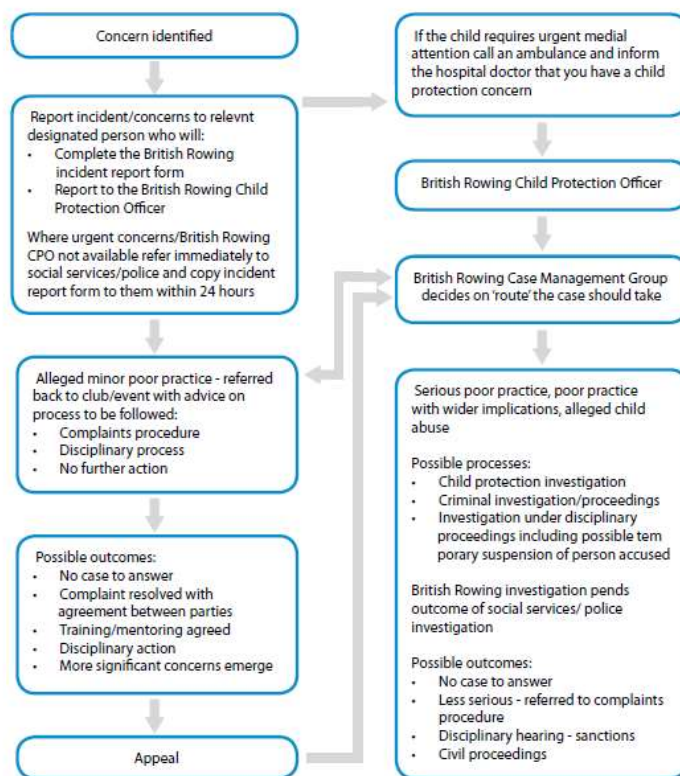 Concern identified
Report incident/concerns to relevnt
designated person who will:
• Complete the British Rowing
incident report form
• Report to the British Rowing Child
Protection Officer
Where urgent concerns/British Rowing
CPO not available refer immediately to
social services/police and copy incident
report form to them within 24 hours
Alleged minor poor practice - referred
back to club/event with advice on
process to be followed:
• Complaints procedure
• Disciplinary process
• No further action
Possible outcomes:
• No case to answer
• Complaint resolved with
agreement between parties
• Training/mentoring agreed
• Disciplinary action
• More significant concerns emerge
Appeal
If the child requires urgent medial
attention call an ambulance and inform
the hospital doctor that you have a child
protection concern
British Rowing Child Protection Officer
British Rowing Case Management Group
decides on 'route' the case should take
Serious poor practice, poor practice
with wider implications, alleged child
abuse
Possible processes:
• Child protection investigation
• Criminal investigation/proceedings
• Investigation under disciplinary
proceedings including possible tem
porary suspension of person accused
British Rowing investigation pends
outcome of social services/ police
investigation
Possible outcomes:
• No case to answer
• Less serious - referred to complaints
procedure
• Disciplinary hearing - sanctions
• Civil proceedings